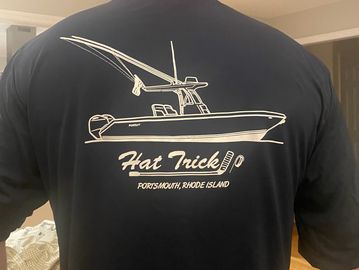 Hat Trick
PORTSMOUTH, RHODE ISLAND